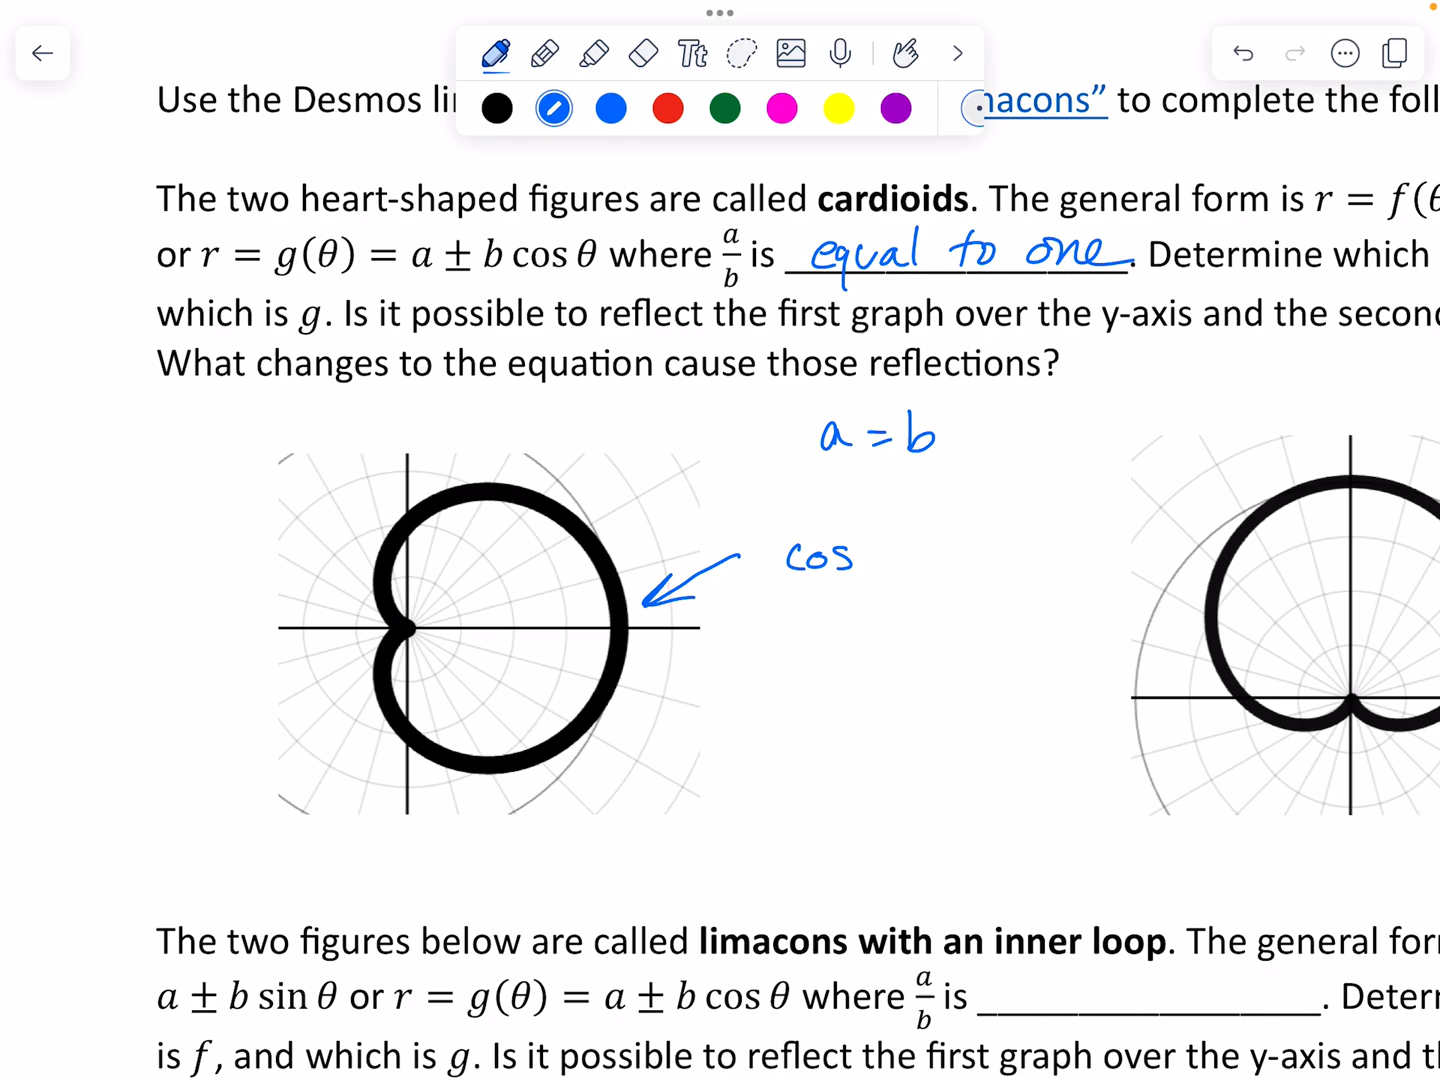 Tt
Use the Desmos li nacons” to complete the foll
The two heart-shaped figures are called cardioids. The general form is r = f(θ
or r = g(θ) = a ± b cos θ where a/b is equal to one. Determine which
which is g. Is it possible to reflect the first graph over the y-axis and the second
What changes to the equation cause those reflections?
a = b
cos
The two figures below are called limacons with an inner loop. The general for
a ± b sin θ or r = g(θ) = a ± b cos θ where a/b is ________________. Deter
is f, and which is g. Is it possible to reflect the first graph over the y-axis and t